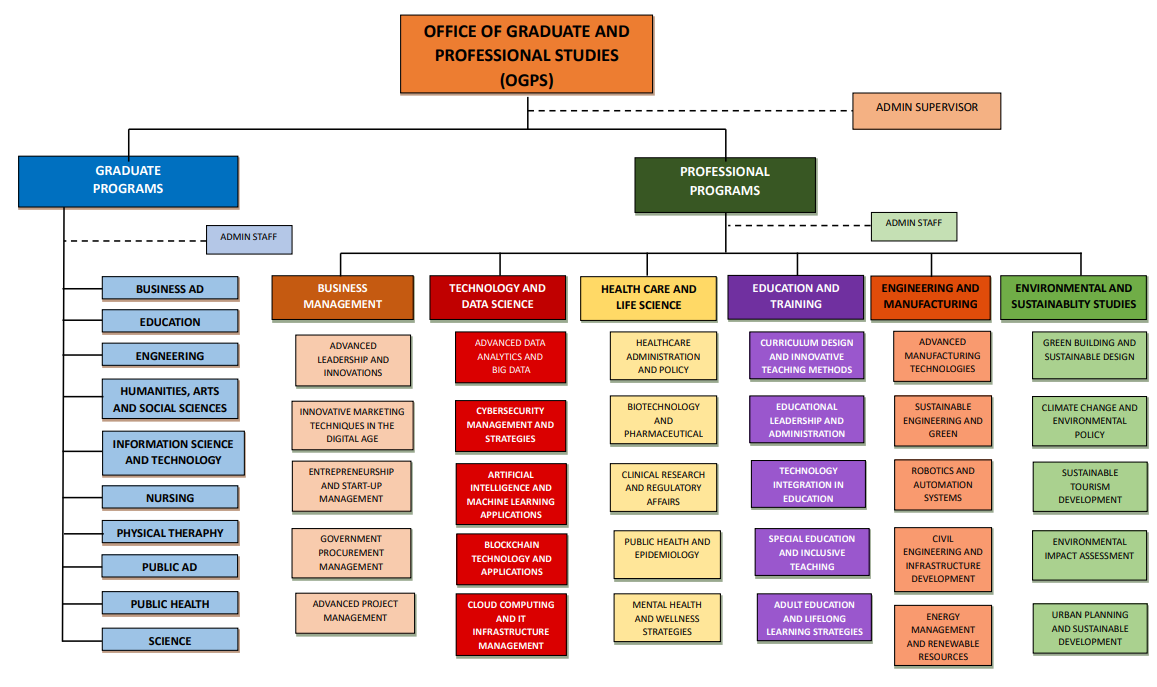 OFFICE OF GRADUATE AND
PROFESSIONAL STUDIES
(OGPS)
ADMIN SUPERVISOR
GRADUATE
PROGRAMS
ADMIN STAFF
BUSINESS AD
EDUCATION
ENGNEERING
HUMANITIES, ARTS
AND SOCIAL SCIENCES
INFORMATION SCIENCE
AND TECHNOLOGY
NURSING
PHYSICAL THERAPHY
PUBLIC AD
PUBLIC HEALTH
SCIENCE
PROFESSIONAL
PROGRAMS
ADMIN STAFF
BUSINESS
MANAGEMENT
ADVANCED
LEADERSHIP AND
INNOVATIONS
INNOVATIVE MARKETING
TECHNIQUES IN THE
DIGITAL AGE
ENTREPRENEURSHIP
AND START-UP
MANAGEMENT
GOVERNMENT
PROCUREMENT
MANAGEMENT
ADVANCED PROJECT
MANAGEMENT
TECHNOLOGY AND
DATA SCIENCE
ADVANCED DATA
ANALYTICS AND
BIG DATA
CYBERSECURITY
MANAGEMENT AND
STRATEGIES
ARTIFICIAL
INTELLIGENCE AND
MACHINE LEARNING
APPLICATIONS
BLOCKCHAIN
TECHNOLOGY AND
APPLICATIONS
CLOUD COMPUTING
AND IT
INFRASTRUCTURE
MANAGEMENT
HEALTH CARE AND
LIFE SCIENCE
HEALTHCARE
ADMINISTRATION
AND POLICY
BIOTECHNOLOGY
AND
PHARMACEUTICAL
CLINICAL RESEARCH
AND REGULATORY
AFFAIRS
PUBLIC HEALTH AND
EPIDEMIOLOGY
MENTAL HEALTH
AND WELLNESS
STRATEGIES
EDUCATION AND
TRAINING
CURRICULUM DESIGN
AND INNOVATIVE
TEACHING METHODS
EDUCATIONAL
LEADERSHIP AND
ADMINISTRATION
TECHNOLOGY
INTEGRATION IN
EDUCATION
SPECIAL EDUCATION
AND INCLUSIVE
TEACHING
ADULT EDUCATION
AND LIFELONG
LEARNING STRATEGIES
ENGINEERING AND
MANUFACTURING
ADVANCED
MANUFACTURING
TECHNOLOGIES
SUSTAINABLE
ENGINEERING AND
GREEN
ROBOTICS AND
AUTOMATION
SYSTEMS
CIVIL
ENGINEERING AND
INFRASTRUCTURE
DEVELOPMENT
ENERGY
MANAGEMENT
AND RENEWABLE
RESOURCES
ENVIRONMENTAL AND
SUSTAINABLITY STUDIES
GREEN BUILDING AND
SUSTAINABLE DESIGN
CLIMATE CHANGE AND
ENVIRONMENTAL
POLICY
SUSTAINABLE
TOURISM
DEVELOPMENT
ENVIRONMENTAL
IMPACT ASSESSMENT
URBAN PLANNING
AND SUSTAINABLE
DEVELOPMENT